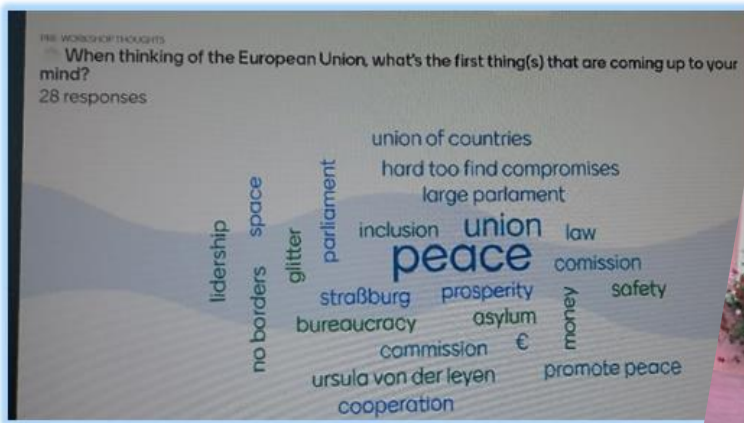 PRE-WORKSHOP THOUGHTS
When thinking of the European Union, what's the first thing(s) that are coming up to your
mind?
28 responses
union of countries
hard too find compromises
large parlament
parliament
space
lidership
glitter
no borders
inclusion
union
law
peace
comission
straßburg
prosperity
safety
money
bureaucracy
asylum
commission
€
ursula von der leyen
promote peace
cooperation